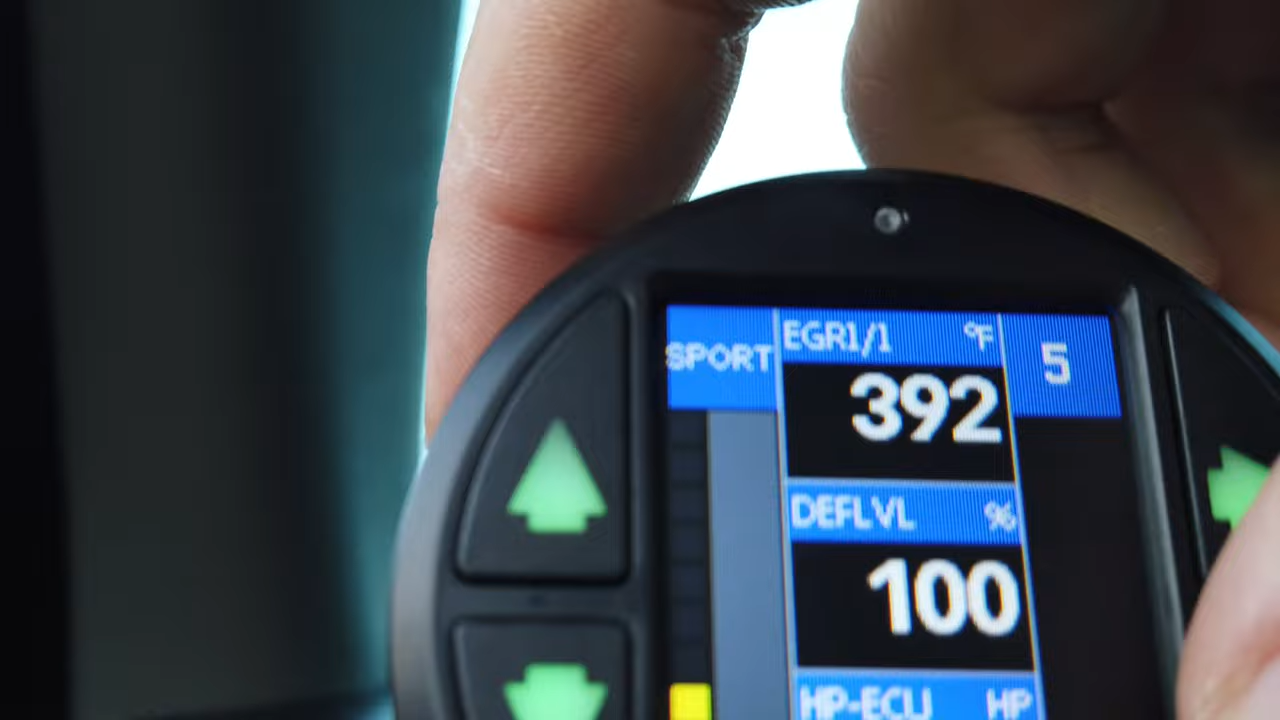 SPORT
EGR1/1 °F
5
392
DEFLVL %
100
HP-ECU HP